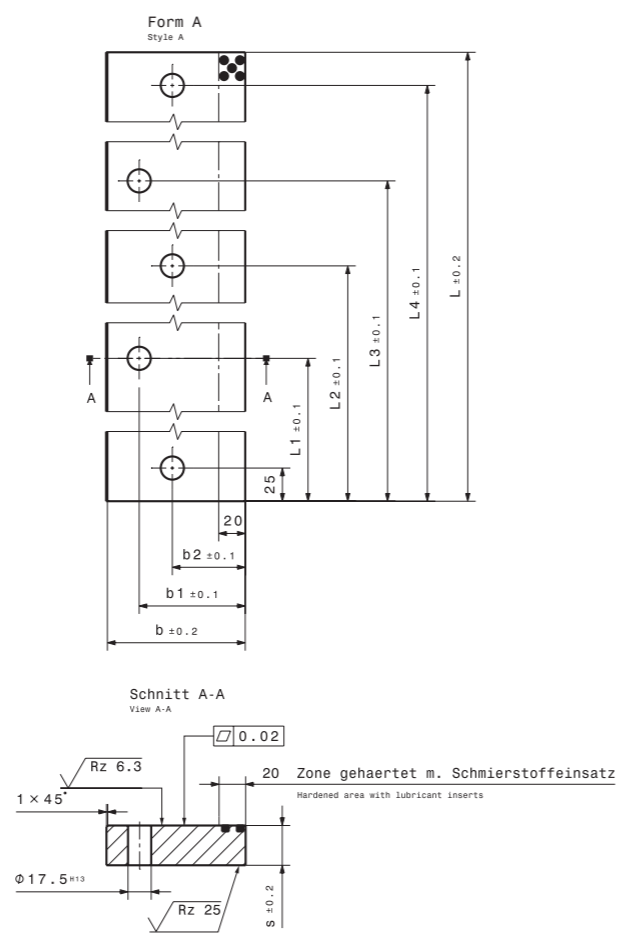 Form A
Style A
L ±0.2
L4 ±0.1
L3 ±0.1
L2 ±0.1
L1 ±0.1
A
A
25
20
b2 ±0.1
b1 ±0.1
b ±0.2
Schnitt A-A
View A-A
0.02
Rz 6.3
20 Zone gehaertet m. Schmierstoffeinsatz
Hardened area with lubricant inserts
1 × 45°
Ø17.5 H13
Rz 25
s ±0.2